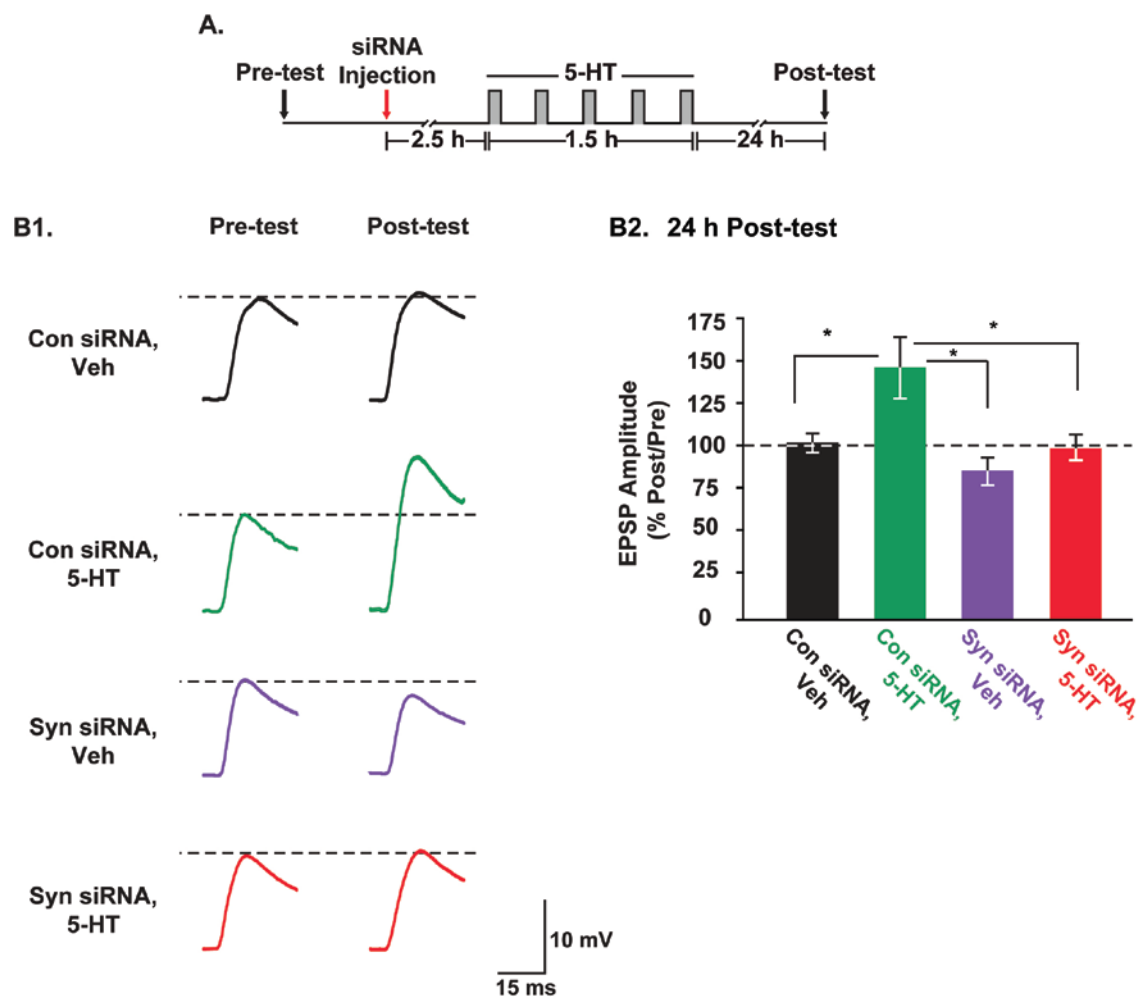 A.
siRNA
Pre-test Injection 5-HT Post-test
2.5 h 1.5 h 24 h
B1. Pre-test Post-test
Con siRNA,
Veh
Con siRNA,
5-HT
Syn siRNA,
Veh
Syn siRNA,
5-HT
10 mV
15 ms
B2. 24 h Post-test
EPSP Amplitude
(% Post/Pre)
175
150
125
100
75
50
25
0
* * *
Con siRNA,
Veh
Con siRNA,
5-HT
Syn siRNA,
Veh
Syn siRNA,
5-HT